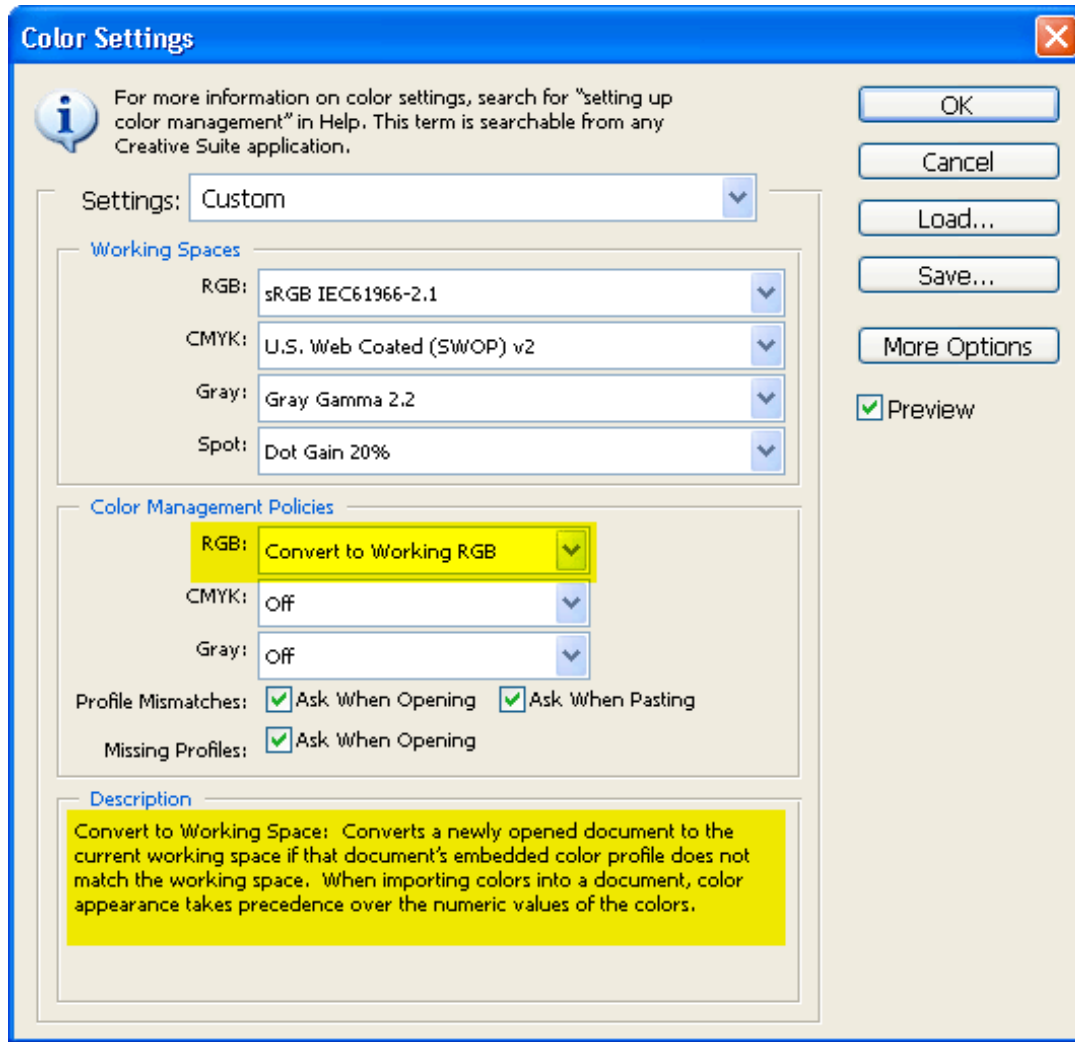 Color Settings
For more information on color settings, search for "setting up
color management" in Help. This term is searchable from any
Creative Suite application.
OK
Cancel
Load...
Save...
More Options
Preview
Settings: Custom
Working Spaces
RGB: sRGB IEC61966-2.1
CMYK: U.S. Web Coated (SWOP) v2
Gray: Gray Gamma 2.2
Spot: Dot Gain 20%
Color Management Policies
RGB: Convert to Working RGB
CMYK: Off
Gray: Off
Profile Mismatches: Ask When Opening Ask When Pasting
Missing Profiles: Ask When Opening
Description
Convert to Working Space: Converts a newly opened document to the
current working space if that document's embedded color profile does not
match the working space. When importing colors into a document, color
appearance takes precedence over the numeric values of the colors.